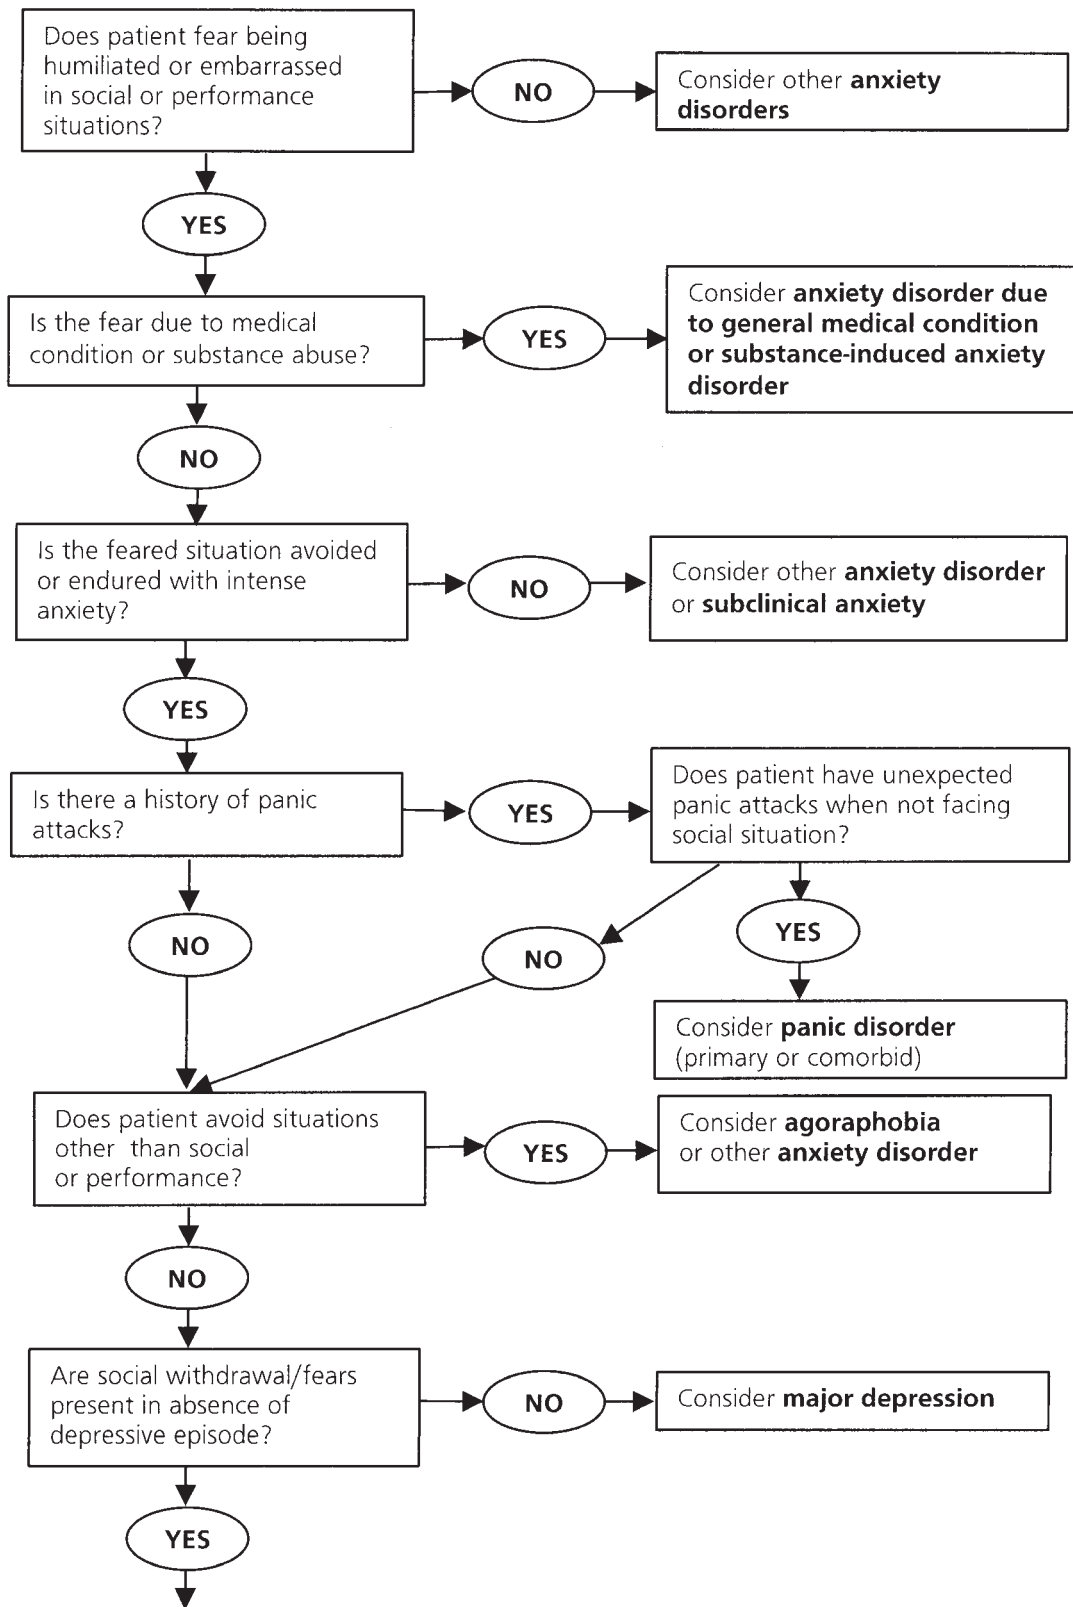 Does patient fear being
humiliated or embarrassed
in social or performance
situations?
NO
Consider other anxiety
disorders
YES
Is the fear due to medical
condition or substance abuse?
YES
Consider anxiety disorder due
to general medical condition
or substance-induced anxiety
disorder
NO
Is the feared situation avoided
or endured with intense
anxiety?
NO
Consider other anxiety disorder
or subclinical anxiety
YES
Is there a history of panic
attacks?
YES
Does patient have unexpected
panic attacks when not facing
social situation?
NO
NO
YES
Consider panic disorder
(primary or comorbid)
Does patient avoid situations
other than social
or performance?
YES
Consider agoraphobia
or other anxiety disorder
NO
Are social withdrawal/fears
present in absence of
depressive episode?
NO
Consider major depression
YES